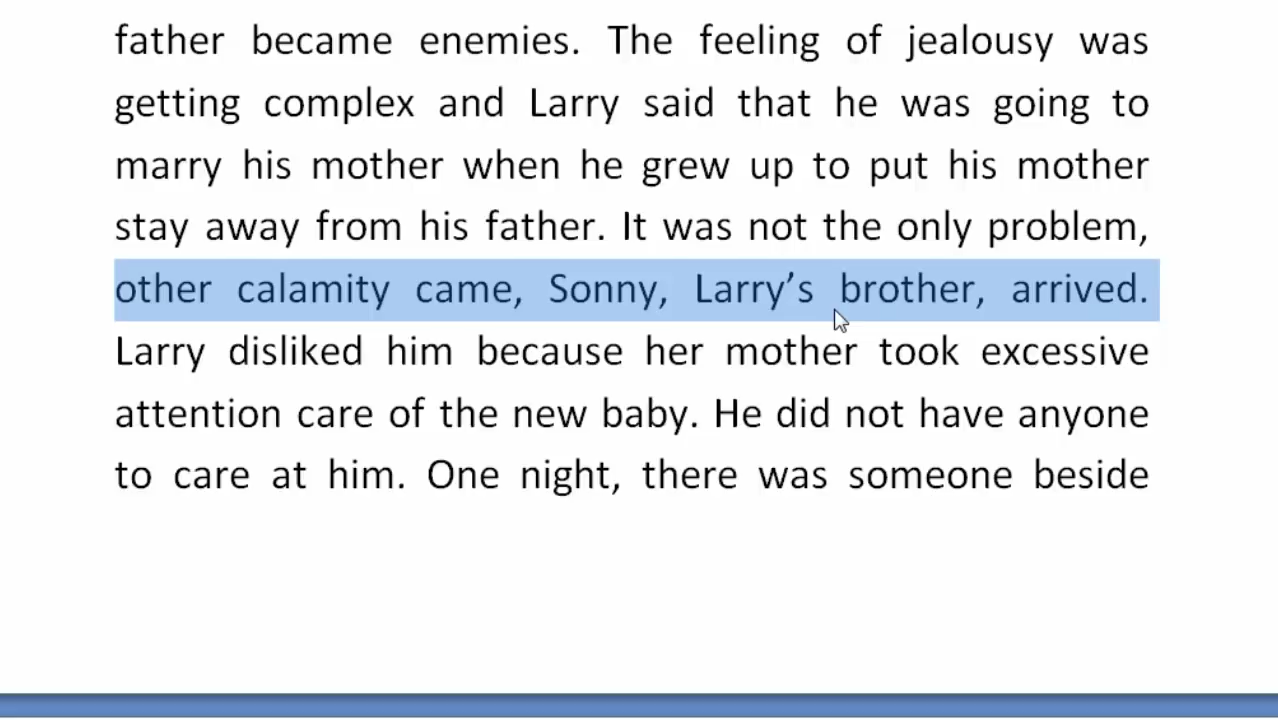 father became enemies. The feeling of jealousy was
getting complex and Larry said that he was going to
marry his mother when he grew up to put his mother
stay away from his father. It was not the only problem,
other calamity came, Sonny, Larry’s brother, arrived.
Larry disliked him because her mother took excessive
attention care of the new baby. He did not have anyone
to care at him. One night, there was someone beside